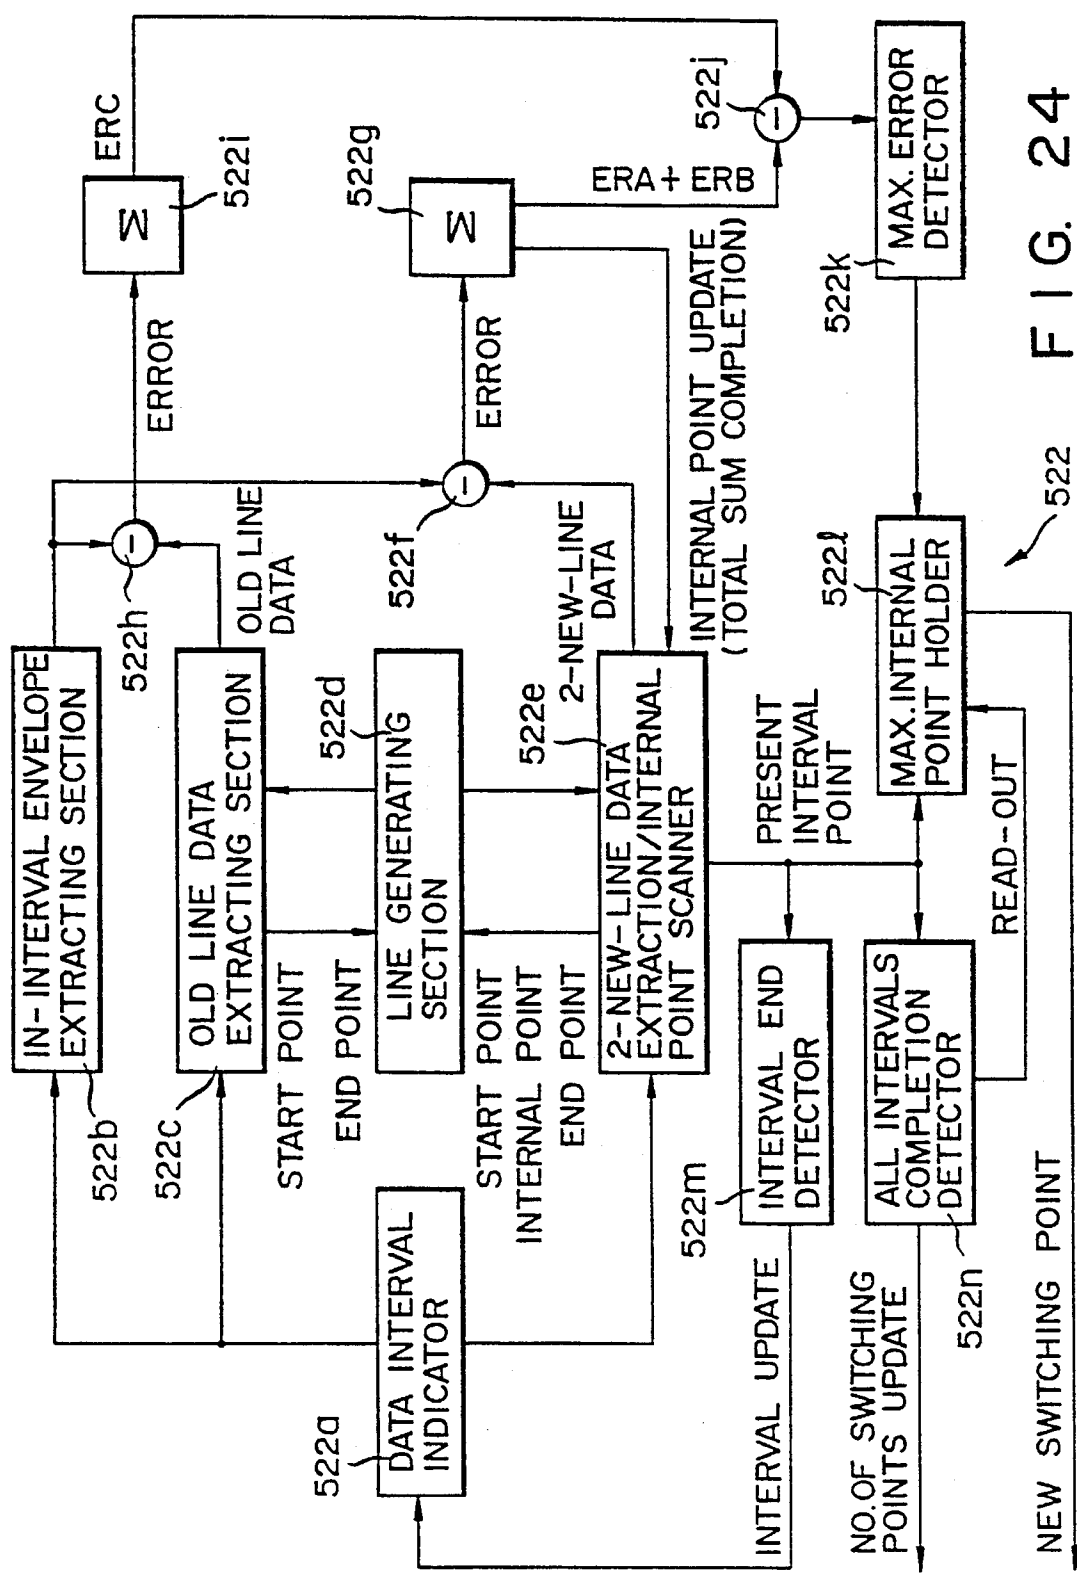 522a
DATA INTERVAL
INDICATOR
IN-INTERVAL ENVELOPE
EXTRACTING SECTION
522b
OLD LINE DATA
EXTRACTING SECTION
522c
START POINT
END POINT
LINE GENERATING
SECTION
522d
START POINT
INTERNAL POINT
END POINT
2-NEW-LINE DATA
EXTRACTION/INTERNAL
POINT SCANNER
522e
OLD LINE
DATA
522h
2-NEW-LINE
DATA
522f
ERROR
ERROR
Σ
522i
ERC
Σ
522g
ERA+ERB
522j
INTERNAL POINT UPDATE
(TOTAL SUM COMPLETION)
MAX. ERROR
DETECTOR
522k
MAX. INTERNAL
POINT HOLDER
522l
PRESENT
INTERVAL
POINT
READ-OUT
INTERVAL END
DETECTOR
522m
ALL INTERVALS
COMPLETION
DETECTOR
522n
INTERVAL UPDATE
NO. OF SWITCHING
POINTS UPDATE
NEW SWITCHING POINT
522
FIG. 24